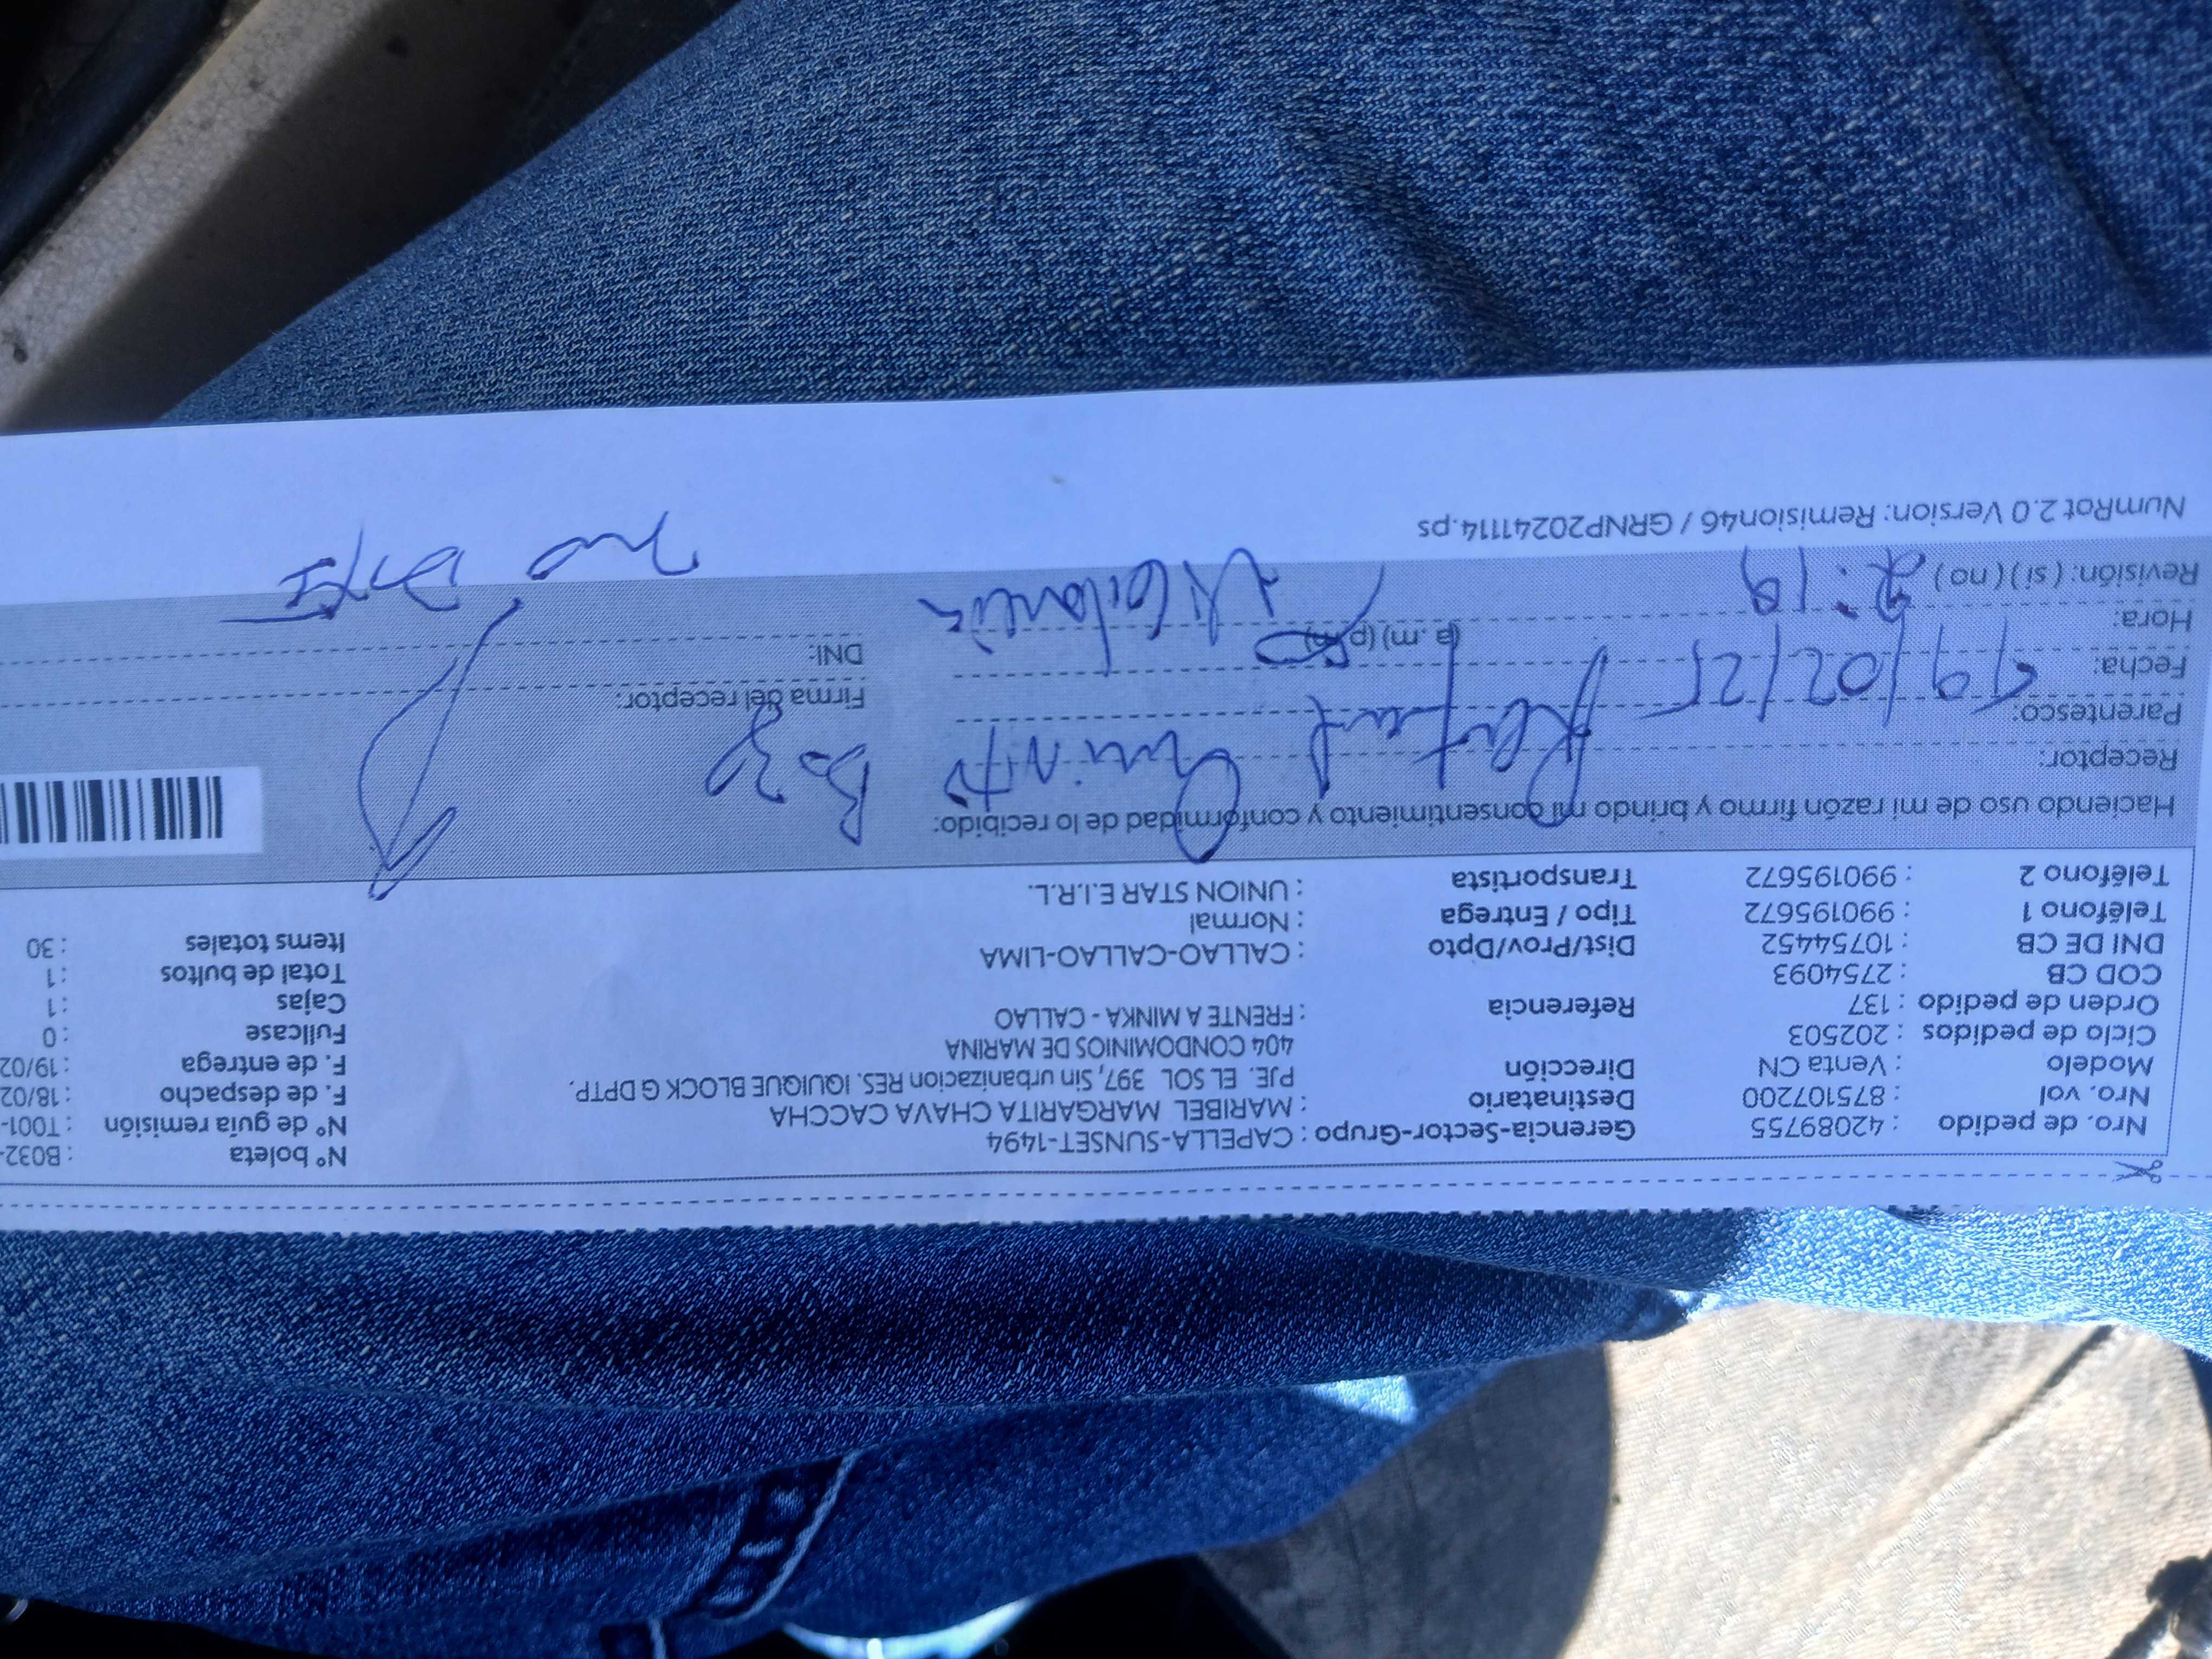 Nro. de pedido : 42089755 Gerencia-Sector-Grupo : CAPELLA-SUNSET-1494 N° boleta : B032-
Nro. vol : 875107200 Destinatario : MARIBEL MARGARITA CHAVA CACCHA N° de guía remisión : T001-
Modelo : Venta CN Dirección PJE. EL SOL 397, Sin urbanizacion RES. IQUIQUE BLOCK G DPTP. F. de despacho : 18/02
Ciclo de pedidos : 202503 404 CONDOMINIOS DE MARINA F. de entrega : 19/02
Orden de pedido : 137 Referencia : FRENTE A MINKA - CALLAO Fullcase : 0
COD CB : 2754093 Cajas : 1
DNI DE CB : 10754452 Dist/Prov/Dpto : CALLAO-CALLAO-LIMA Total de bultos : 1
Teléfono 1 : 990195672 Tipo / Entrega : Normal Items totales : 30
Teléfono 2 : 990195672 Transportista : UNION STAR E.I.R.L.
Haciendo uso de mi razón firmo y brindo mi consentimiento y conformidad de lo recibido:
Receptor: Rafael Quinto
Parentesco: Firma del receptor:
Fecha: 19/02/25 DNI:
Hora: 2:19 (a. m) (p. m)
Revisión: (si) (no)
no
NumRot 2.0 Version: Remision46 / GRNP20241114.ps